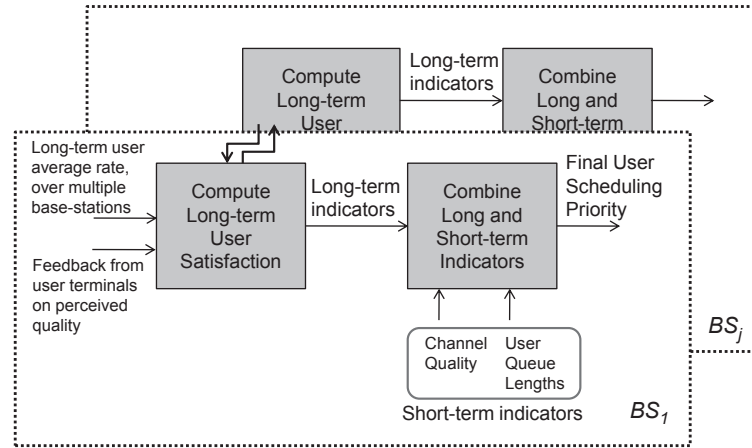 Compute
Long-term
User
Long-term
indicators
Combine
Long and
Short-term
Long-term user
average rate,
over multiple
base-stations
Feedback from
user terminals
on perceived
quality
Compute
Long-term
User
Satisfaction
Long-term
indicators
Combine
Long and
Short-term
Indicators
Final User
Scheduling
Priority
Channel
Quality
User
Queue
Lengths
Short-term indicators
BS1
BSj